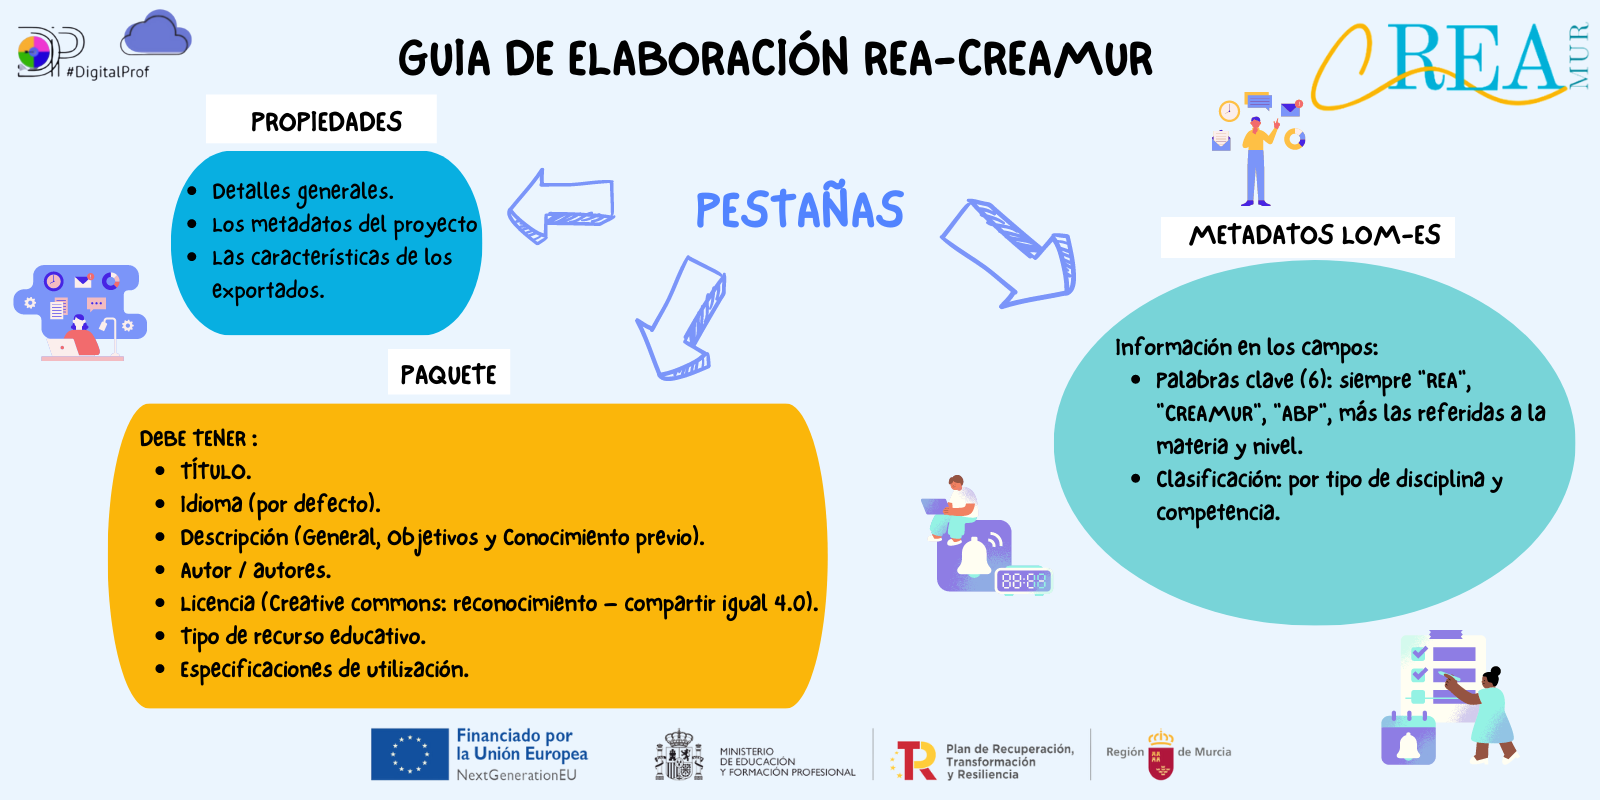 #DigitalProf
GUIA DE ELABORACIÓN REA-CREAMUR
CREA
MUR
PROPIEDADES
• Detalles generales.
• Los metadatos del proyecto
• Las características de los
exportados.
PESTAÑAS
METADATOS LOM-ES
Información en los campos:
• Palabras clave (6): siempre "REA",
"CREAMUR", "ABP", más las referidas a la
materia y nivel.
• Clasificación: por tipo de disciplina y
competencia.
PAQUETE
DEBE TENER :
• TÍTULO.
• Idioma (por defecto).
• Descripción (General, Objetivos y Conocimiento previo).
• Autor / autores.
• Licencia (Creative commons: reconocimiento – compartir igual 4.0).
• Tipo de recurso educativo.
• Especificaciones de utilización.
Financiado por
la Unión Europea
NextGenerationEU
MINISTERIO
DE EDUCACIÓN
Y FORMACIÓN PROFESIONAL
TR
Plan de Recuperación,
Transformación
y Resiliencia
Región de Murcia